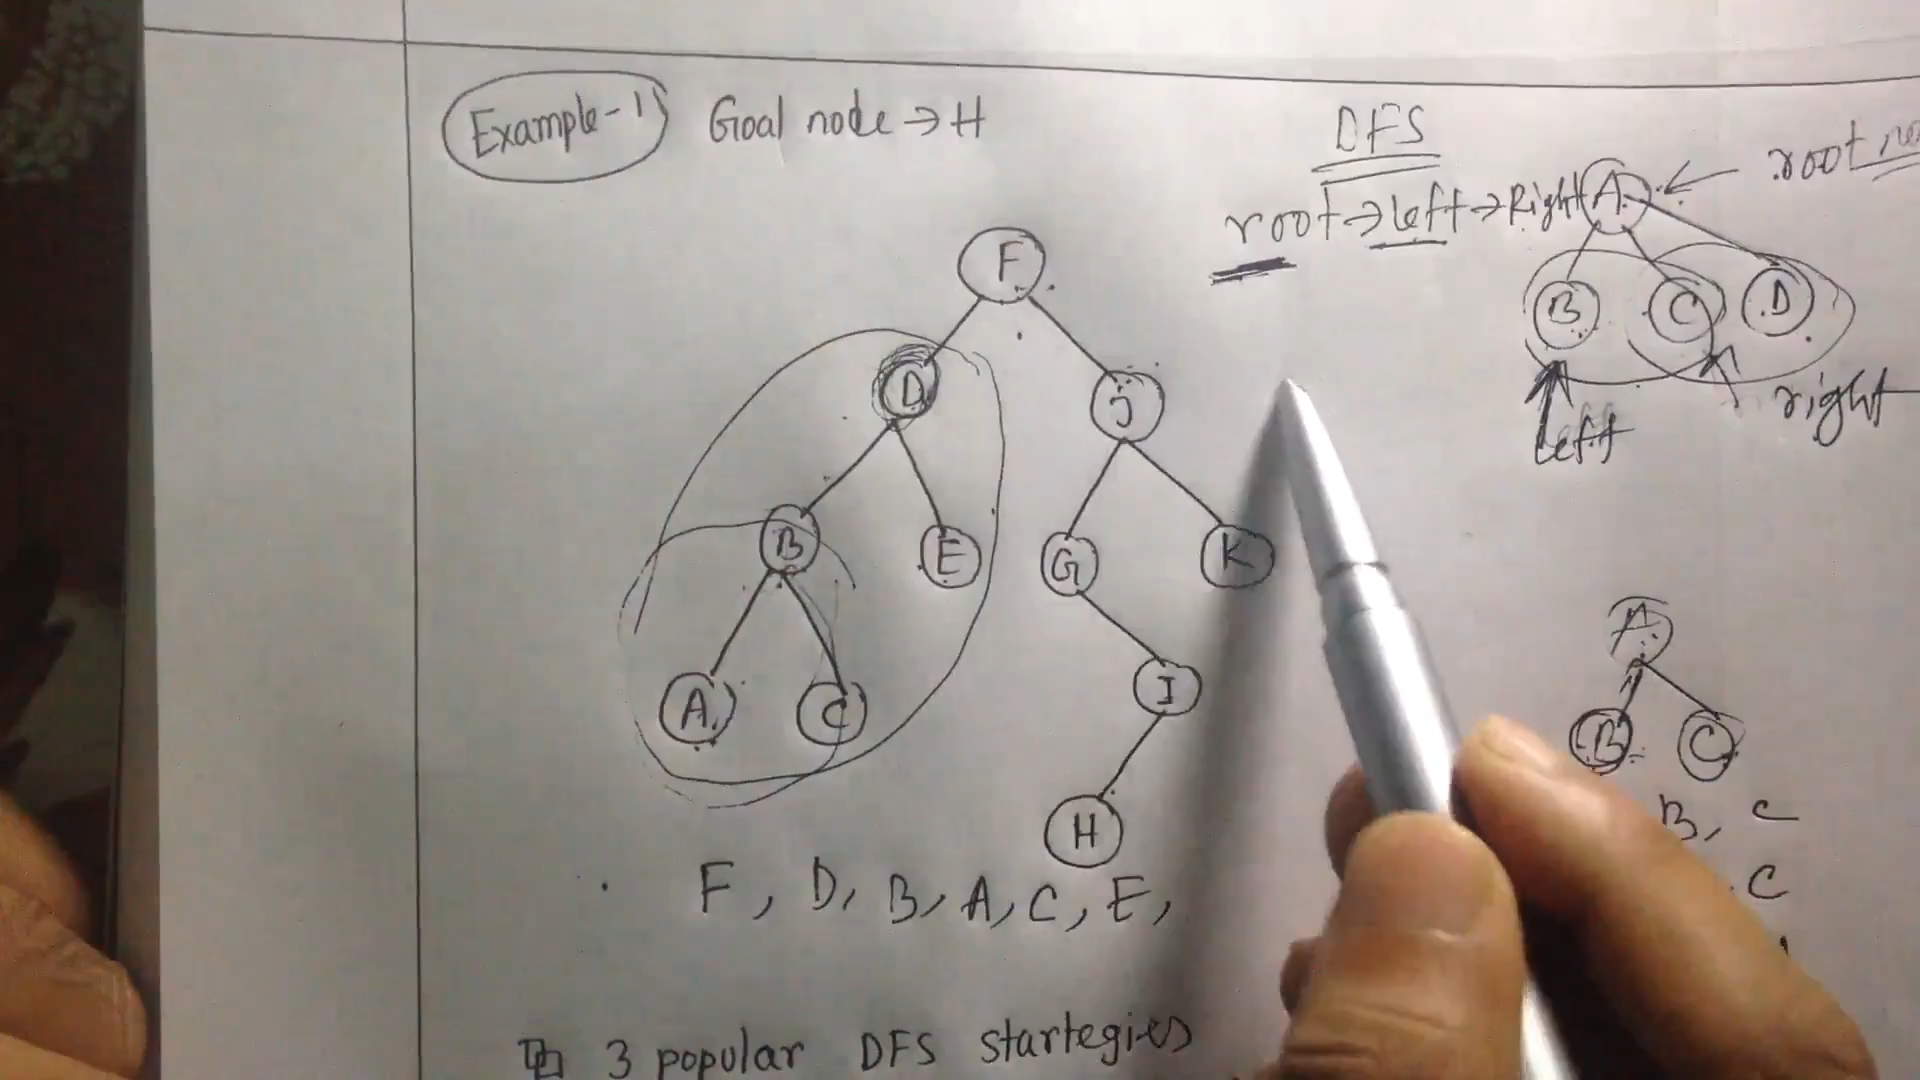 Example-1 Goal node → H
DFS
root → left → Right
root
A
B C D
left
right
F
D
j
B
E
G
K
A
C
I
H
A
B C
B, C
C
F, D, B, A, C, E,
3 popular DFS startegies